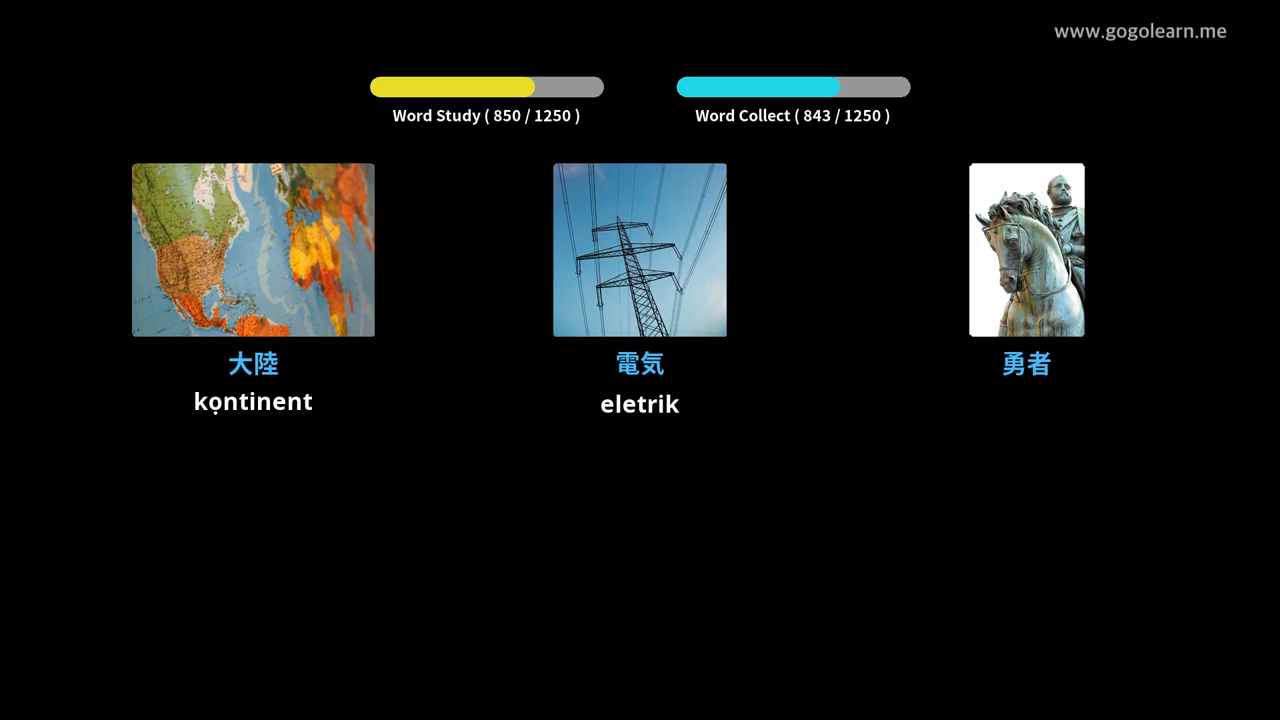 www.gogolearn.me
Word Study ( 850 / 1250 )
Word Collect ( 843 / 1250 )
大陸
電気
勇者
kọntinent
eletrik